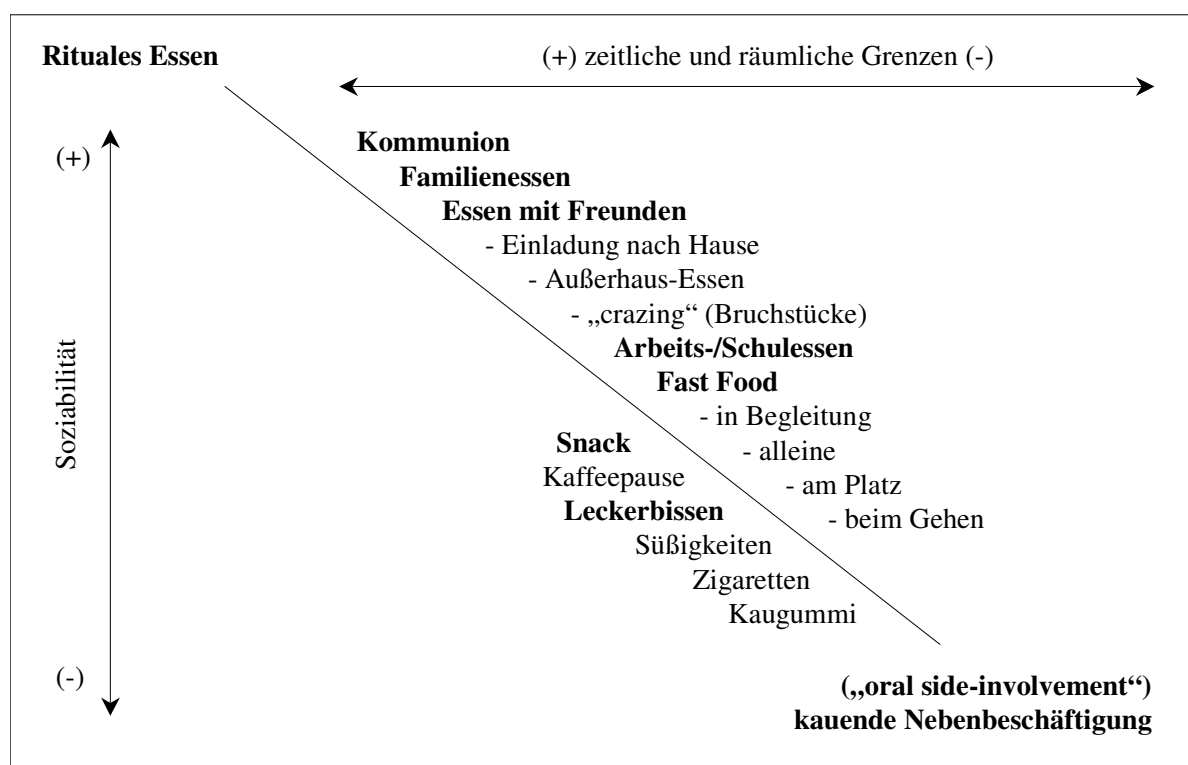 Rituales Essen
(+) zeitliche und räumliche Grenzen (-)
(+)
Soziabilität
(-)
Kommunion
Familienessen
Essen mit Freunden
- Einladung nach Hause
- Außerhaus-Essen
- „crazing“ (Bruchstücke)
Arbeits-/Schulessen
Fast Food
- in Begleitung
- alleine
- am Platz
- beim Gehen
Snack
Kaffeepause
Leckerbissen
Süßigkeiten
Zigaretten
Kaugummi
(„oral side-involvement“)
kauende Nebenbeschäftigung